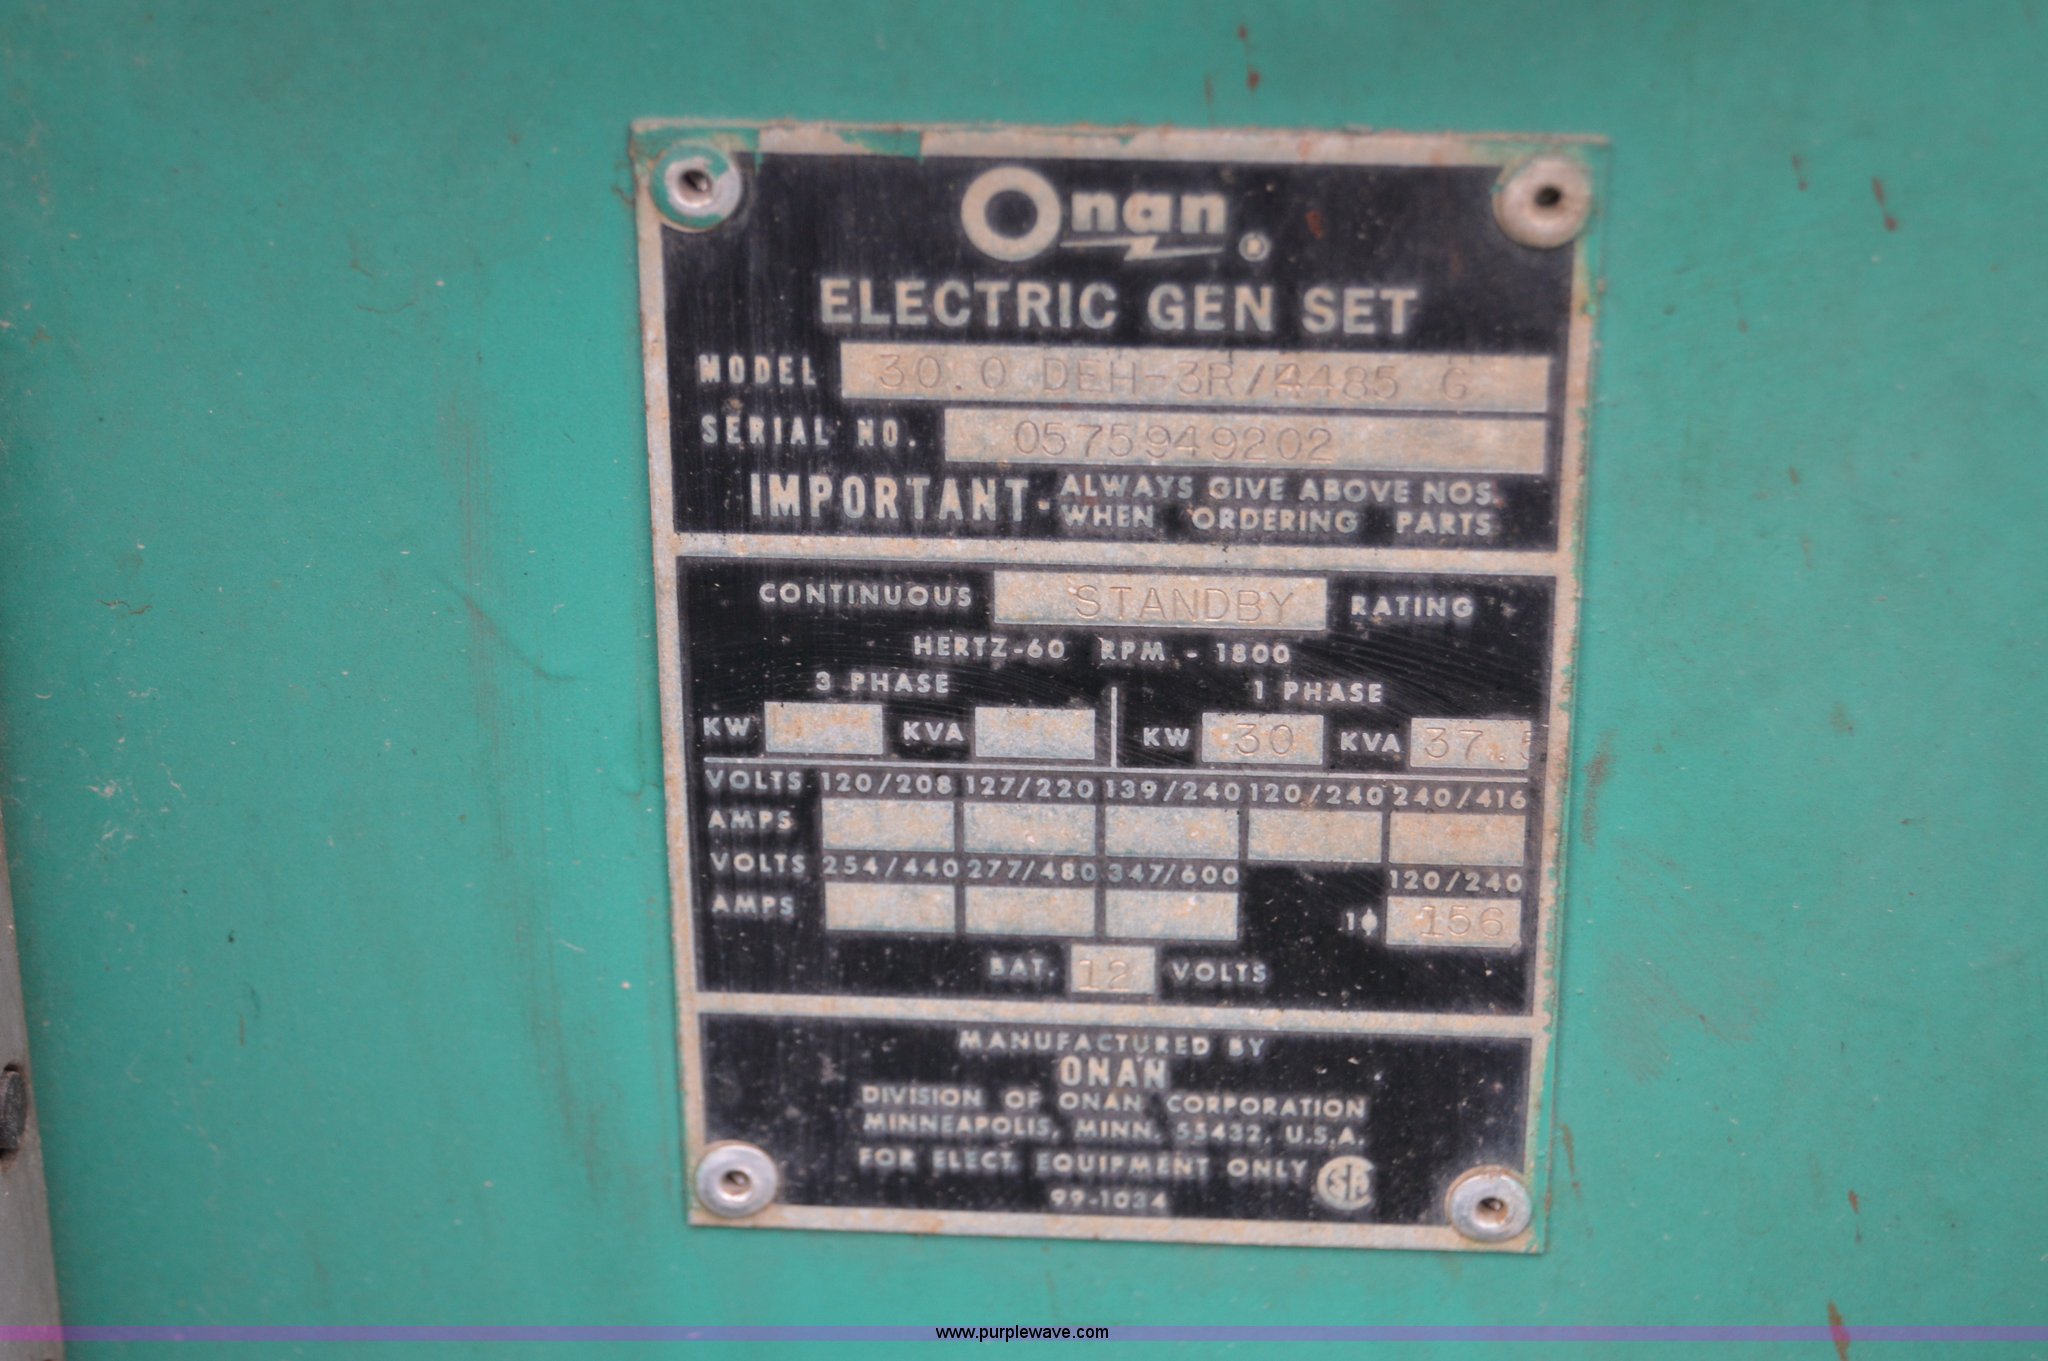 Onan ®
ELECTRIC GEN SET
MODEL 30.0 DEH-3R/4485 G
SERIAL NO. 0575949202
IMPORTANT- ALWAYS GIVE ABOVE NOS.
WHEN ORDERING PARTS
CONTINUOUS STANDBY RATING
HERTZ-60 RPM - 1800
3 PHASE 1 PHASE
KW KVA KW 30 KVA 37.5
VOLTS 120/208 127/220 139/240 120/240 240/416
AMPS
VOLTS 254/440 277/480 347/600 120/240
AMPS 1ϕ 156
BAT. 12 VOLTS
MANUFACTURED BY
ONAN
DIVISION OF ONAN CORPORATION
MINNEAPOLIS, MINN. 55432, U.S.A.
FOR ELECT. EQUIPMENT ONLY SA
99-1034
www.purplewave.com